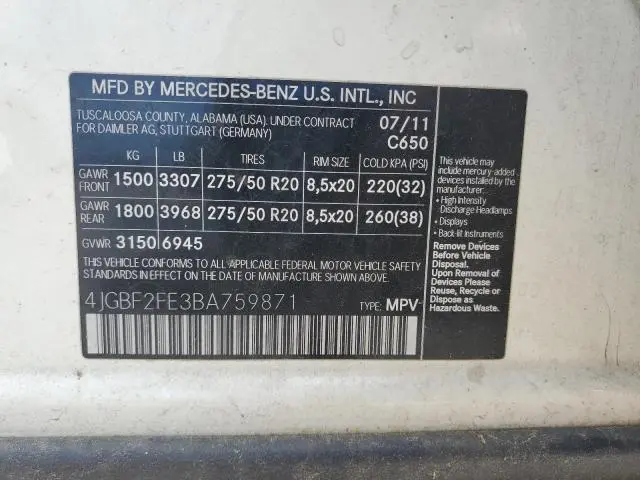 MFD BY MERCEDES-BENZ U.S. INTL., INC
TUSCALOOSA COUNTY, ALABAMA (USA). UNDER CONTRACT
FOR DAIMLER AG, STUTTGART (GERMANY)
07/11
C650
KG LB TIRES RIM SIZE COLD KPA (PSI)
GAWR FRONT 1500 3307 275/50 R20 8,5x20 220(32)
GAWR REAR 1800 3968 275/50 R20 8,5x20 260(38)
GVWR 3150 6945
THIS VEHICLE CONFORMS TO ALL APPLICABLE FEDERAL MOTOR VEHICLE SAFETY
STANDARDS IN EFFECT ON THE DATE OF MANUFACTURE SHOWN ABOVE.
4JGBF2FE3BA759871
TYPE: MPV
This vehicle may
include mercury-added
devices installed by the
manufacturer:
• High Intensity
Discharge Headlamps
• Displays
• Back-lit Instruments
Remove Devices
Before Vehicle
Disposal.
Upon Removal of
Devices Please
Reuse, Recycle or
Dispose as
Hazardous Waste.